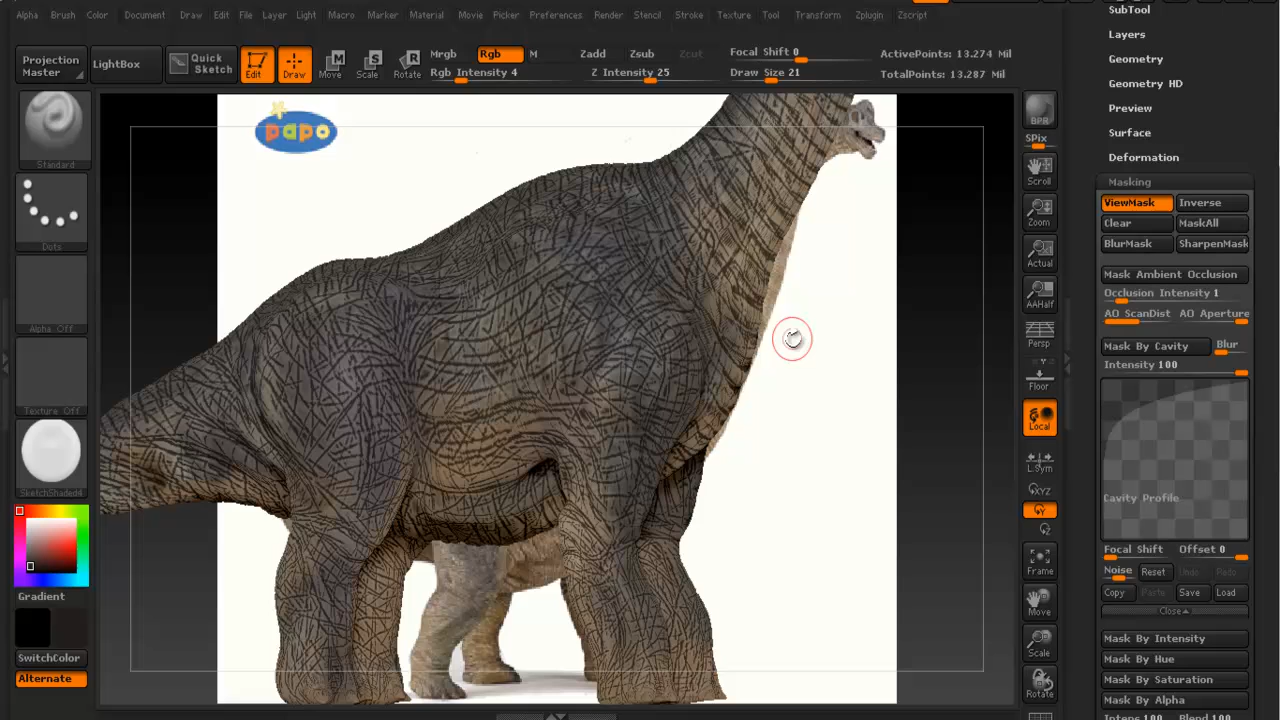 Alpha Brush Color Document Draw Edit File Layer Light Macro Marker Material Movie Picker Preferences Render Stencil Stroke Texture Tool Transform Zplugin Zscript
Projection Master
LightBox
Quick Sketch
Edit
Draw
Move
Scale
Rotate
Mrgb
Rgb
M
Rgb Intensity 4
Zadd
Zsub
Zcut
Z Intensity 25
Focal Shift 0
Draw Size 21
ActivePoints: 13.274 Mil
TotalPoints: 13.287 Mil
Standard
Dots
Alpha Off
Texture Off
SketchShaded4
Gradient
SwitchColor
Alternate
papo
BPR
SPix
Scroll
Zoom
Actual
AAHalf
Persp
Floor
Local
L.Sym
XYZ
Frame
Move
Scale
Rotate
SubTool
Layers
Geometry
Geometry HD
Preview
Surface
Deformation
Masking
ViewMask Inverse
Clear MaskAll
BlurMask SharpenMask
Mask Ambient Occlusion
Occlusion Intensity 1
AO ScanDist AO Aperture
Mask By Cavity Blur
Intensity 100
Cavity Profile
Focal Shift Offset 0
Noise Reset Undo Redo
Copy Paste Save Load
Close
Mask By Intensity
Mask By Hue
Mask By Saturation
Mask By Alpha
Intens 100 Blend 100